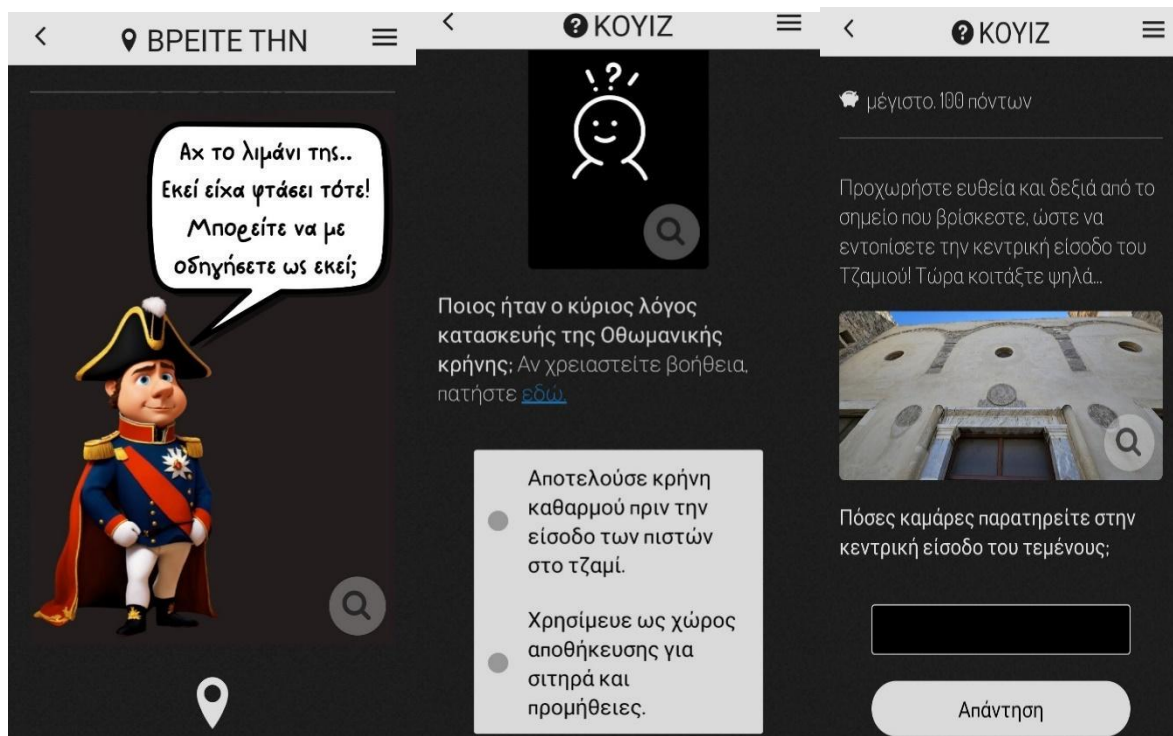 ΒΡΕΙΤΕ ΤΗΝ
Αχ το λιμάνι της..
Εκεί είχα φτάσει τότε!
Μπορείτε να με
οδηγήσετε ως εκεί;
ΚΟΥΙΖ
!?!
Ποιος ήταν ο κύριος λόγος
κατασκευής της Οθωμανικής
κρήνης; Αν χρειαστείτε βοήθεια,
πατήστε εδώ.
Αποτελούσε κρήνη
καθαρμού πριν την
είσοδο των πιστών
στο τζαμί.
Χρησίμευε ως χώρος
αποθήκευσης για
σιτηρά και
προμήθειες.
ΚΟΥΙΖ
μέγιστο. 100 πόντων
Προχωρήστε ευθεία και δεξιά από το
σημείο που βρίσκεστε, ώστε να
εντοπίσετε την κεντρική είσοδο του
Τζαμιού! Τώρα κοιτάξτε ψηλά...
Πόσες καμάρες παρατηρείτε στην
κεντρική είσοδο του τεμένους;
Απάντηση